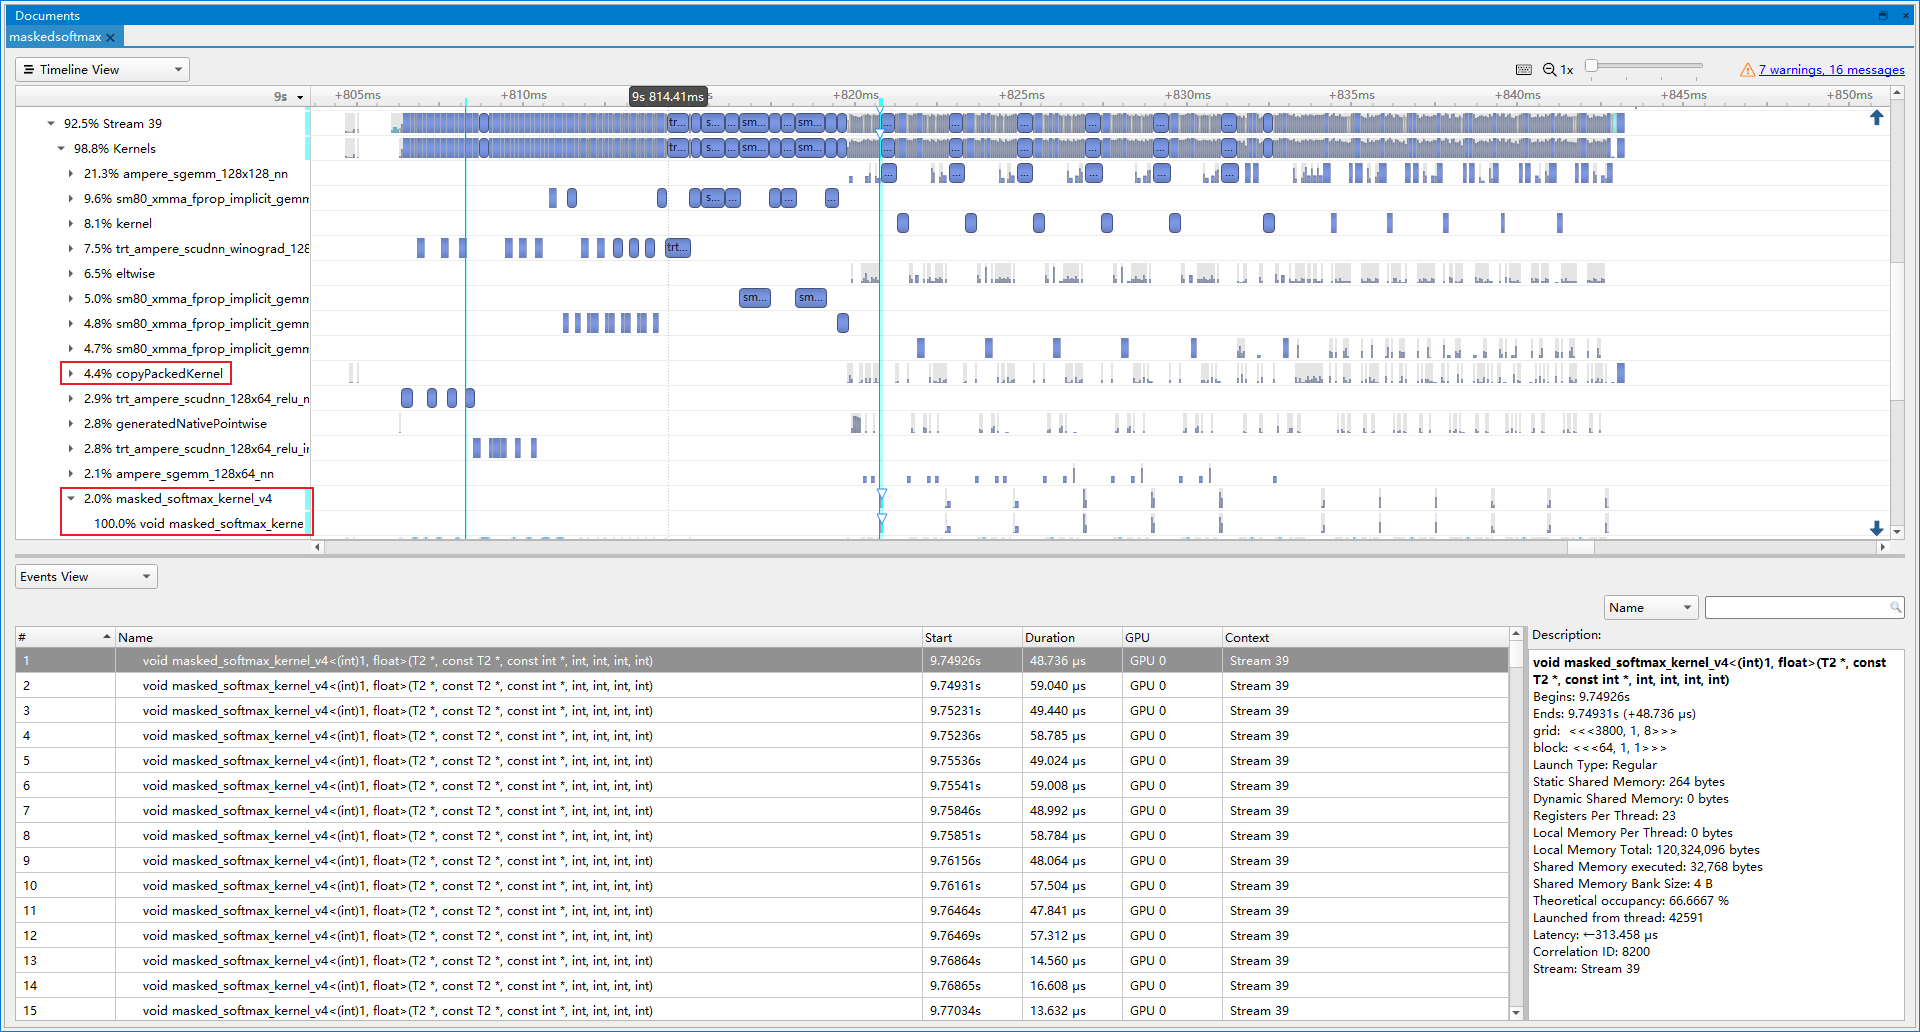 Documents
maskedsoftmax
Timeline View
1x
7 warnings, 16 messages
9s
+805ms
+810ms
9s 814.41ms
+820ms
+825ms
+830ms
+835ms
+840ms
+845ms
+850ms
92.5% Stream 39
tr... s... ... sm... ... sm... ... ... ... ... ... ...
98.8% Kernels
tr... s... ... sm... ... sm... ... ... ... ... ... ...
21.3% ampere_sgemm_128x128_nn
... ... ... ... ... ...
9.6% sm80_xmma_fprop_implicit_gemm
s... ... ... ...
8.1% kernel
7.5% trt_ampere_scudnn_winograd_128
trt...
6.5% eltwise
5.0% sm80_xmma_fprop_implicit_gemm
sm... sm...
4.8% sm80_xmma_fprop_implicit_gemm
4.7% sm80_xmma_fprop_implicit_gemm
4.4% copyPackedKernel
2.9% trt_ampere_scudnn_128x64_relu_m
2.8% generatedNativePointwise
2.8% trt_ampere_scudnn_128x64_relu_in
2.1% ampere_sgemm_128x64_nn
2.0% masked_softmax_kernel_v4
100.0% void masked_softmax_kerne
Events View
Name
# Name Start Duration GPU Context
1 void masked_softmax_kernel_v4<(int)1, float>(T2 *, const T2 *, const int *, int, int, int, int) 9.74926s 48.736 μs GPU 0 Stream 39
2 void masked_softmax_kernel_v4<(int)1, float>(T2 *, const T2 *, const int *, int, int, int, int) 9.74931s 59.040 μs GPU 0 Stream 39
3 void masked_softmax_kernel_v4<(int)1, float>(T2 *, const T2 *, const int *, int, int, int, int) 9.75231s 49.440 μs GPU 0 Stream 39
4 void masked_softmax_kernel_v4<(int)1, float>(T2 *, const T2 *, const int *, int, int, int, int) 9.75236s 58.785 μs GPU 0 Stream 39
5 void masked_softmax_kernel_v4<(int)1, float>(T2 *, const T2 *, const int *, int, int, int, int) 9.75536s 49.024 μs GPU 0 Stream 39
6 void masked_softmax_kernel_v4<(int)1, float>(T2 *, const T2 *, const int *, int, int, int, int) 9.75541s 59.008 μs GPU 0 Stream 39
7 void masked_softmax_kernel_v4<(int)1, float>(T2 *, const T2 *, const int *, int, int, int, int) 9.75846s 48.992 μs GPU 0 Stream 39
8 void masked_softmax_kernel_v4<(int)1, float>(T2 *, const T2 *, const int *, int, int, int, int) 9.75851s 58.784 μs GPU 0 Stream 39
9 void masked_softmax_kernel_v4<(int)1, float>(T2 *, const T2 *, const int *, int, int, int, int) 9.76156s 48.064 μs GPU 0 Stream 39
10 void masked_softmax_kernel_v4<(int)1, float>(T2 *, const T2 *, const int *, int, int, int, int) 9.76161s 57.504 μs GPU 0 Stream 39
11 void masked_softmax_kernel_v4<(int)1, float>(T2 *, const T2 *, const int *, int, int, int, int) 9.76464s 47.841 μs GPU 0 Stream 39
12 void masked_softmax_kernel_v4<(int)1, float>(T2 *, const T2 *, const int *, int, int, int, int) 9.76469s 57.312 μs GPU 0 Stream 39
13 void masked_softmax_kernel_v4<(int)1, float>(T2 *, const T2 *, const int *, int, int, int, int) 9.76864s 14.560 μs GPU 0 Stream 39
14 void masked_softmax_kernel_v4<(int)1, float>(T2 *, const T2 *, const int *, int, int, int, int) 9.76865s 16.608 μs GPU 0 Stream 39
15 void masked_softmax_kernel_v4<(int)1, float>(T2 *, const T2 *, const int *, int, int, int, int) 9.77034s 13.632 μs GPU 0 Stream 39
Description:
void masked_softmax_kernel_v4<(int)1, float>(T2 *, const
T2 *, const int *, int, int, int, int)
Begins: 9.74926s
Ends: 9.74931s (+48.736 μs)
grid: <<<3800, 1, 8>>>
block: <<<64, 1, 1>>>
Launch Type: Regular
Static Shared Memory: 264 bytes
Dynamic Shared Memory: 0 bytes
Registers Per Thread: 23
Local Memory Per Thread: 0 bytes
Local Memory Total: 120,324,096 bytes
Shared Memory executed: 32,768 bytes
Shared Memory Bank Size: 4 B
Theoretical occupancy: 66.6667 %
Launched from thread: 42591
Latency: ←313.458 μs
Correlation ID: 8200
Stream: Stream 39